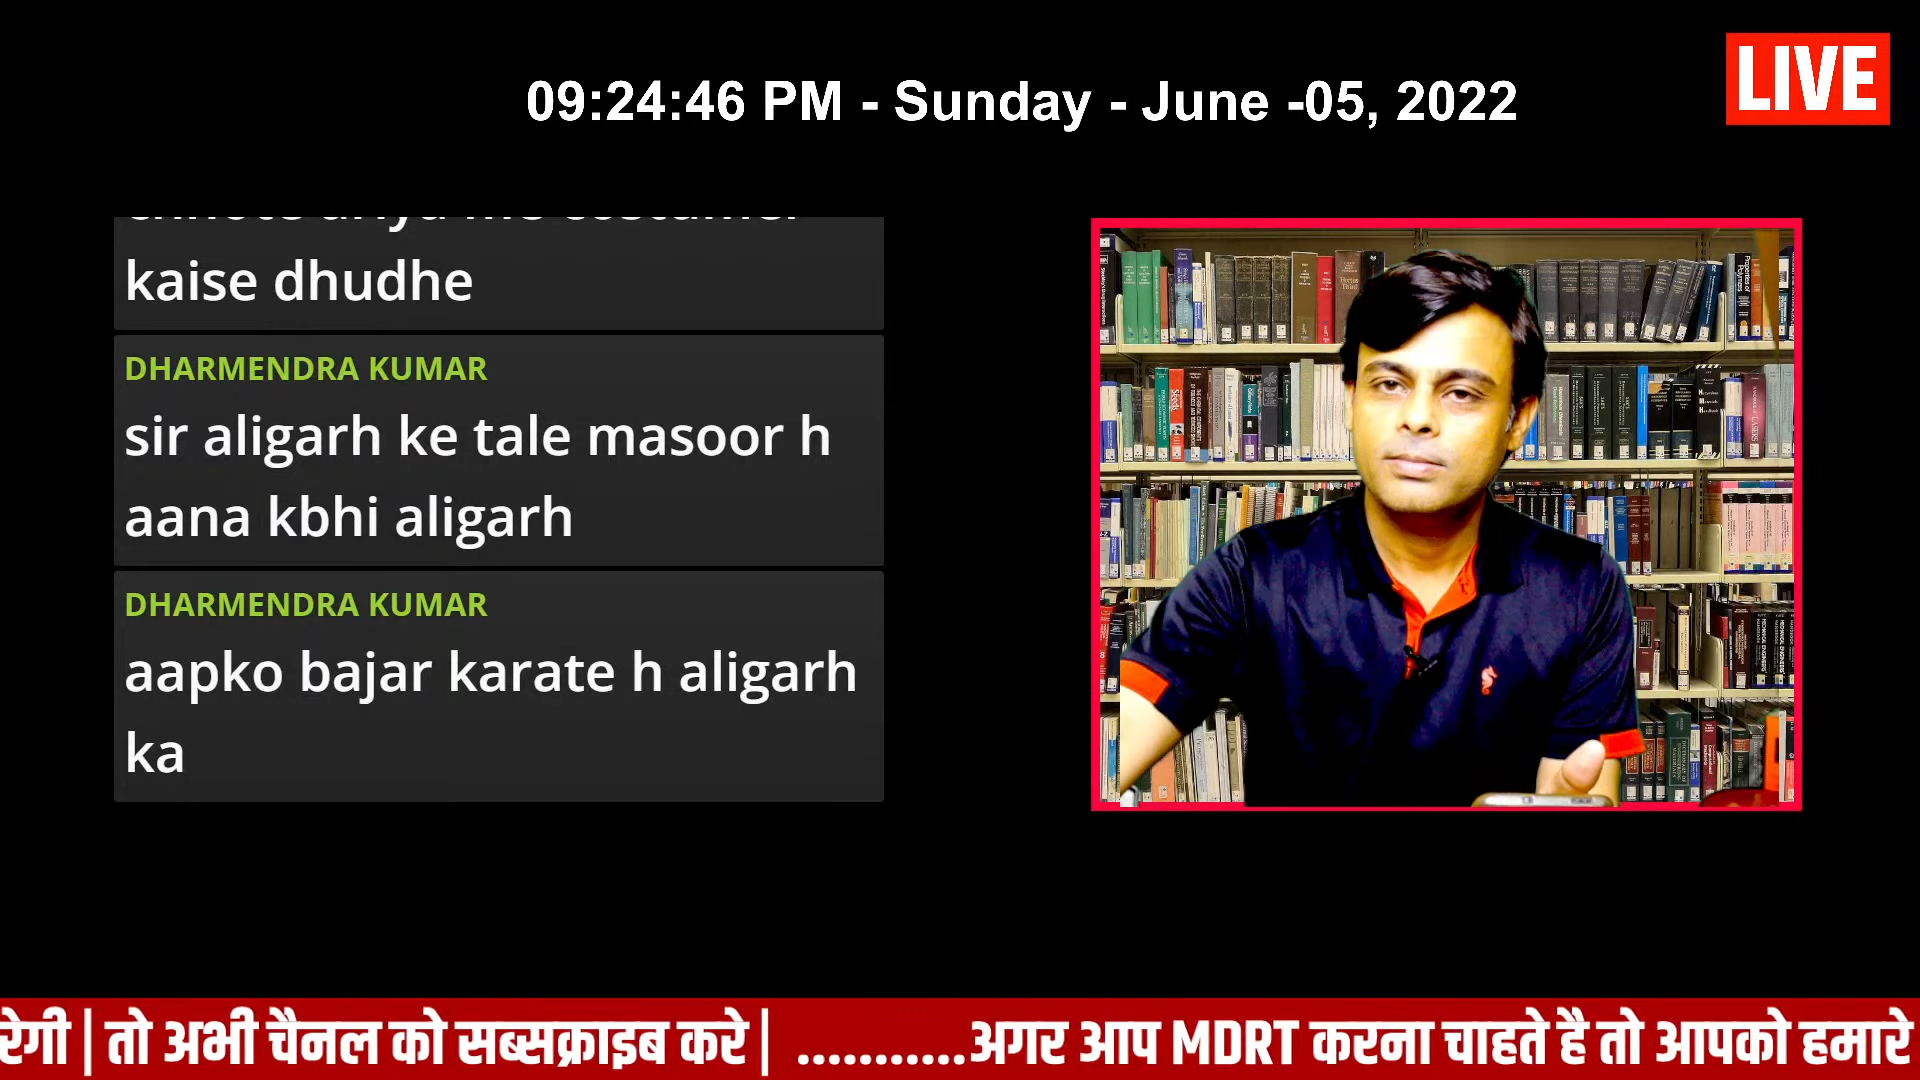 LIVE
09:24:46 PM - Sunday - June -05, 2022
kaise dhudhe
DHARMENDRA KUMAR
sir aligarh ke tale masoor h
aana kbhi aligarh
DHARMENDRA KUMAR
aapko bajar karate h aligarh
ka
रेगी | तो अभी चैनल को सब्सक्राइब करे | ...........अगर आप MDRT करना चाहते है तो आपको हमारे